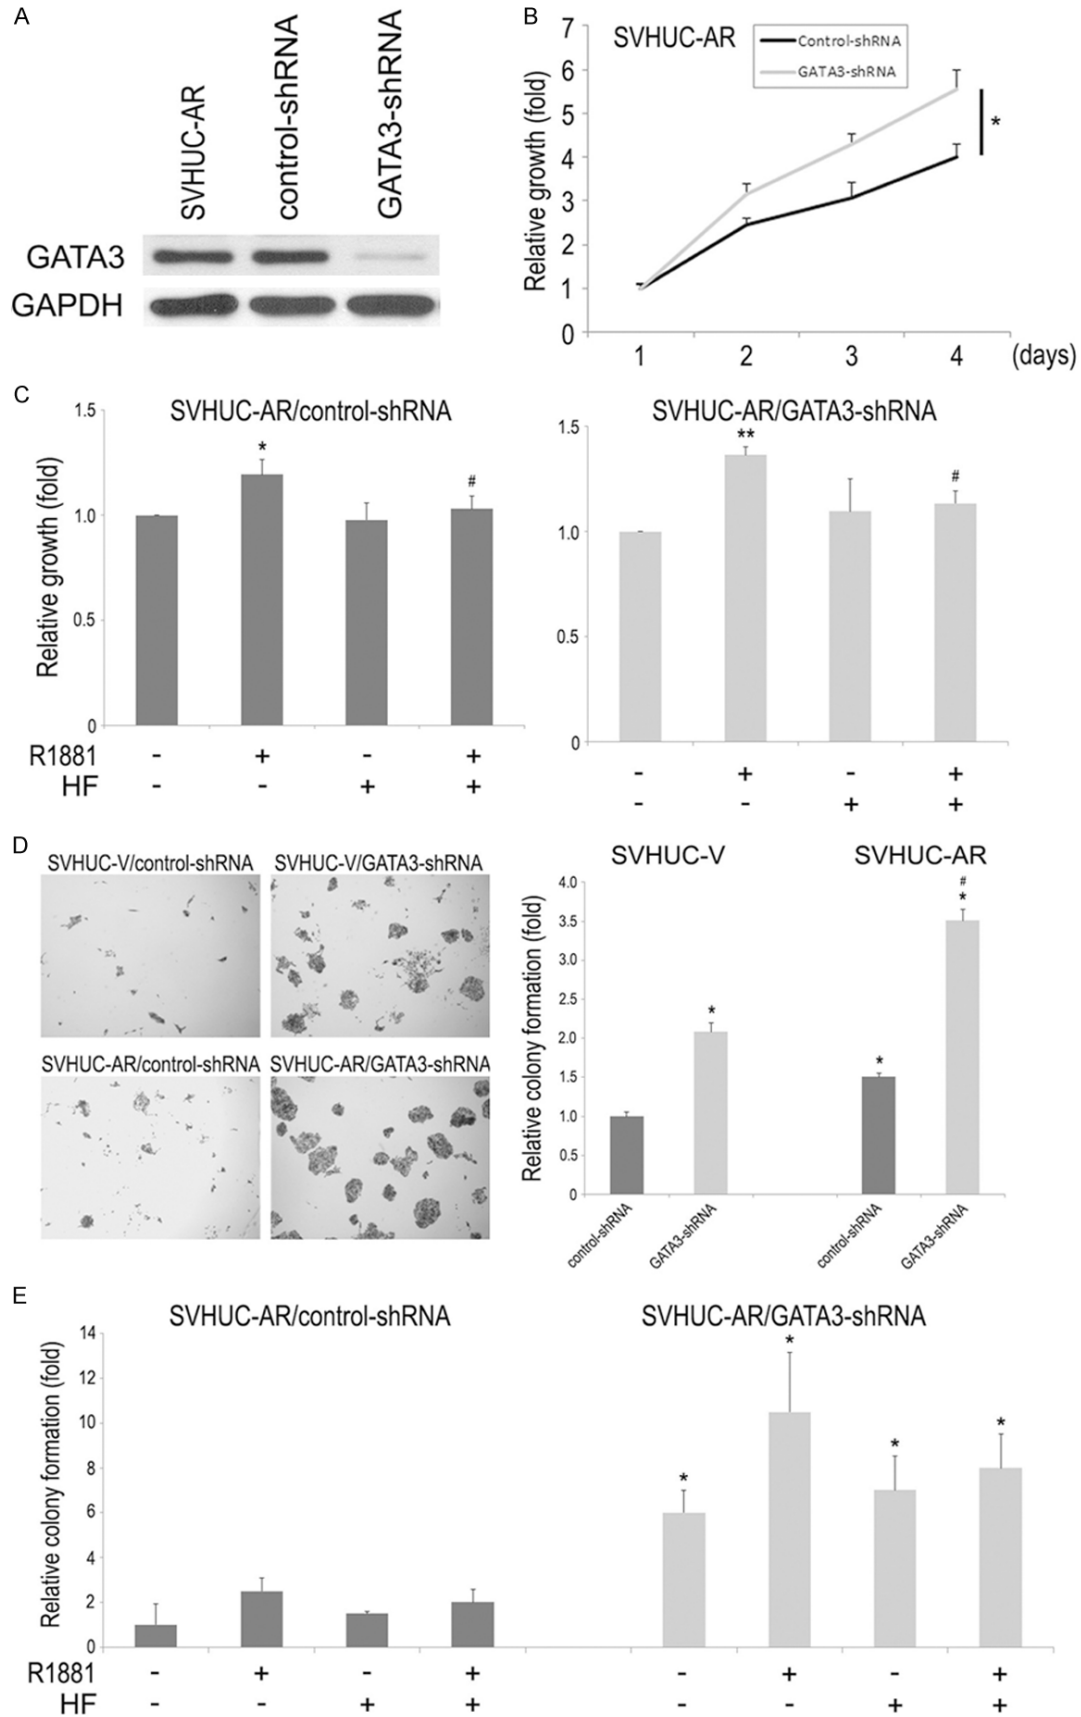 A
SVHUC-AR
control-shRNA
GATA3-shRNA
GATA3
GAPDH
B
SVHUC-AR
Control-shRNA
GATA3-shRNA
Relative growth (fold)
7
6
5
4
3
2
1
0
*
1 2 3 4 (days)
C
SVHUC-AR/control-shRNA
Relative growth (fold)
1.5
1.0
0.5
0
*
#
R1881 - + - +
HF - - + +
SVHUC-AR/GATA3-shRNA
1.5
1.0
0.5
0
**
#
- + - +
- - + +
D
SVHUC-V/control-shRNA SVHUC-V/GATA3-shRNA
SVHUC-AR/control-shRNA SVHUC-AR/GATA3-shRNA
SVHUC-V SVHUC-AR
Relative colony formation (fold)
4.0
3.5
3.0
2.5
2.0
1.5
1.0
0.5
0
*
*
#
*
control-shRNA
GATA3-shRNA
control-shRNA
GATA3-shRNA
E
SVHUC-AR/control-shRNA SVHUC-AR/GATA3-shRNA
Relative colony formation (fold)
14
12
10
8
6
4
2
0
*
*
*
*
R1881 - + - + - + - +
HF - - + + - - + +